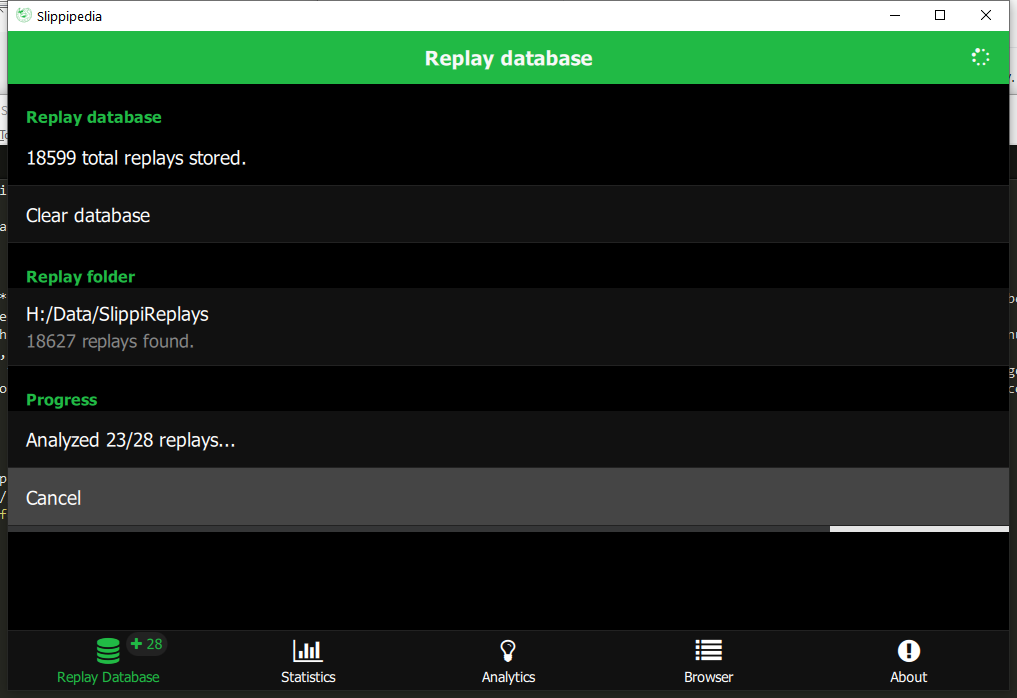 Slippipedia
Replay database
Replay database
18599 total replays stored.
Clear database
Replay folder
H:/Data/SlippiReplays
18627 replays found.
Progress
Analyzed 23/28 replays...
Cancel
+ 28
Replay Database
Statistics
Analytics
Browser
About